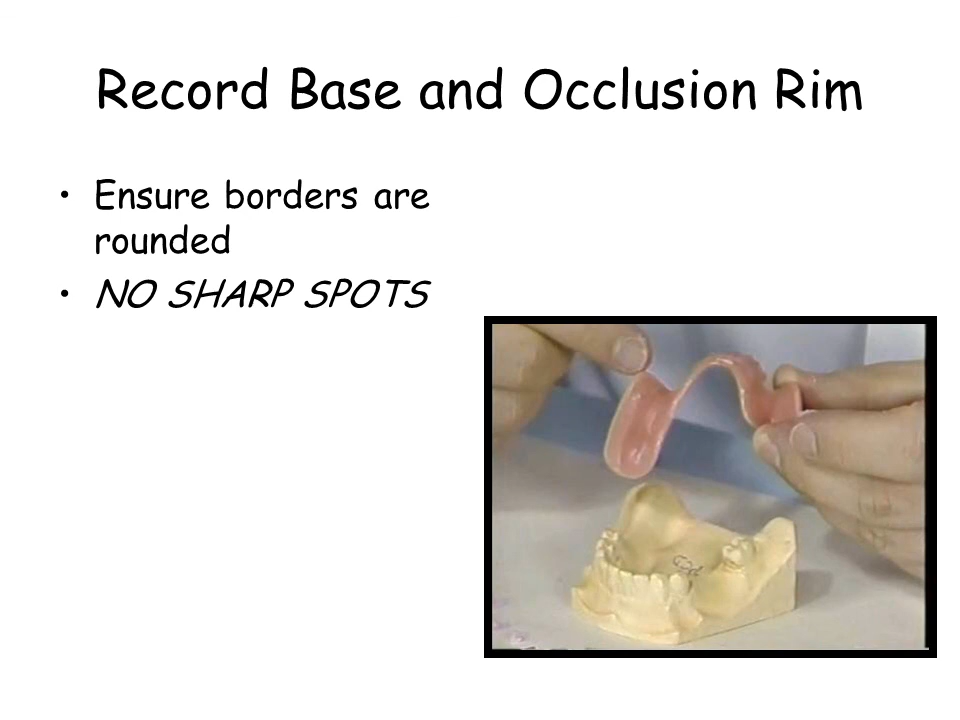 Record Base and Occlusion Rim
• Ensure borders are
rounded
• NO SHARP SPOTS